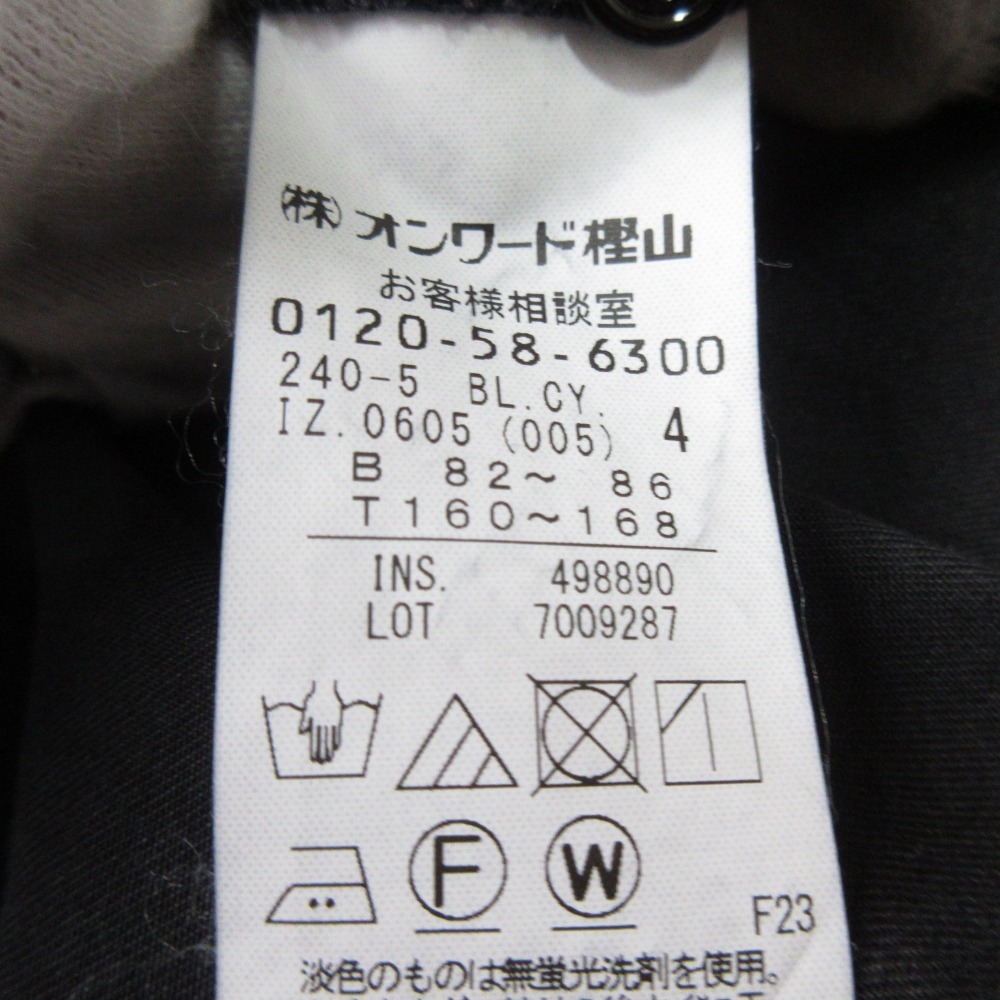 ㈱オンワード樫山
お客様相談室
0120-58-6300
240-5 BL.CY.
IZ.0605 (005) 4
B 82～ 86
T160～168
INS. 498890
LOT 7009287
F W
F23
淡色のものは無蛍光洗剤を使用。